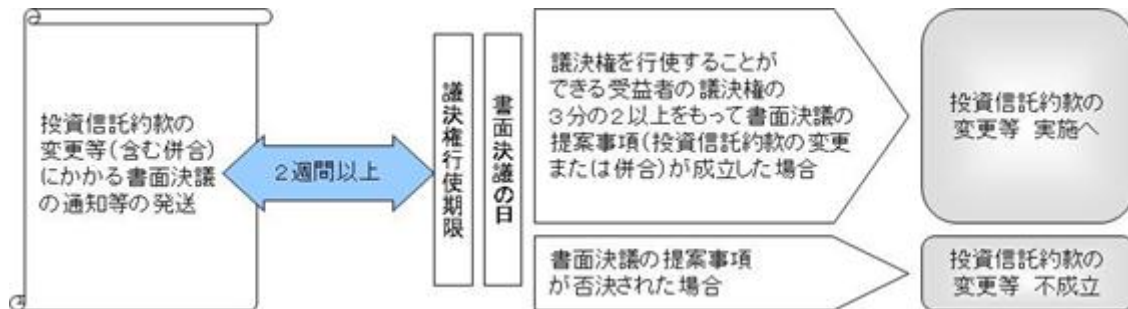 投資信託約款の
変更等(含む併合)
にかかる書面決議
の通知等の発送
2週間以上
議決権行使期限
書面決議の日
議決権を行使することが
できる受益者の議決権の
3分の2以上をもって書面決議の
提案事項(投資信託約款の変更
または併合)が成立した場合
投資信託約款の
変更等 実施へ
書面決議の提案事項
が否決された場合
投資信託約款の
変更等 不成立